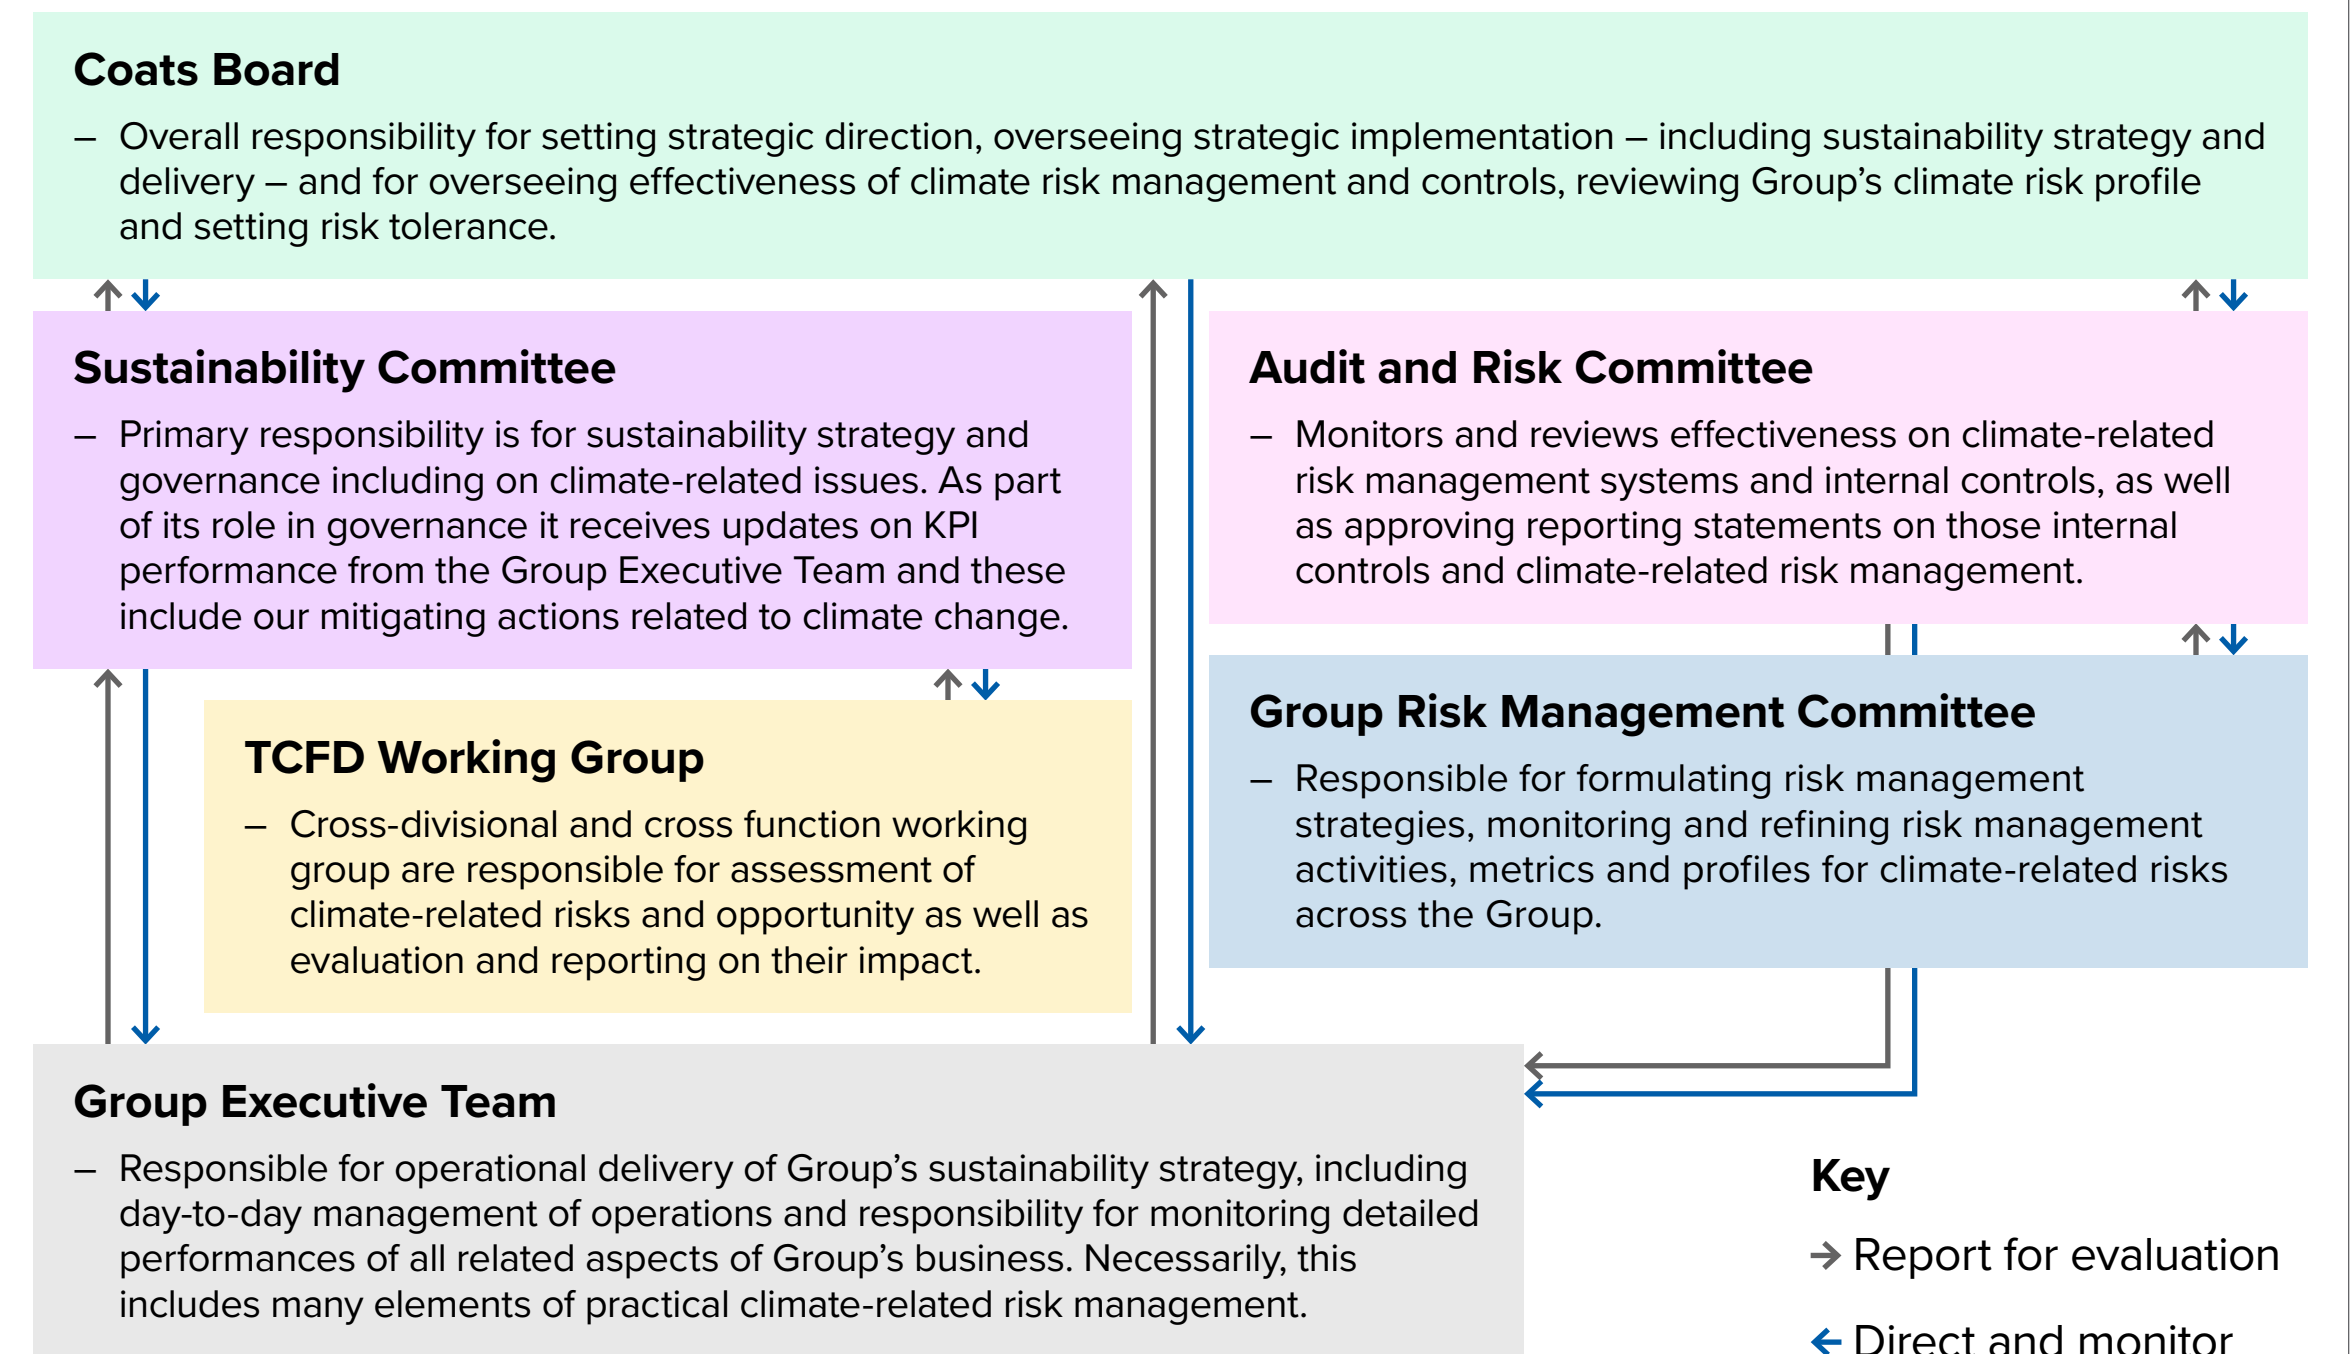 Coats Board
– Overall responsibility for setting strategic direction, overseeing strategic implementation – including sustainability strategy and
delivery – and for overseeing effectiveness of climate risk management and controls, reviewing Group’s climate risk profile
and setting risk tolerance.
Sustainability Committee
– Primary responsibility is for sustainability strategy and
governance including on climate-related issues. As part
of its role in governance it receives updates on KPI
performance from the Group Executive Team and these
include our mitigating actions related to climate change.
Audit and Risk Committee
– Monitors and reviews effectiveness on climate-related
risk management systems and internal controls, as well
as approving reporting statements on those internal
controls and climate-related risk management.
TCFD Working Group
– Cross-divisional and cross function working
group are responsible for assessment of
climate-related risks and opportunity as well as
evaluation and reporting on their impact.
Group Risk Management Committee
– Responsible for formulating risk management
strategies, monitoring and refining risk management
activities, metrics and profiles for climate-related risks
across the Group.
Group Executive Team
– Responsible for operational delivery of Group’s sustainability strategy, including
day-to-day management of operations and responsibility for monitoring detailed
performances of all related aspects of Group’s business. Necessarily, this
includes many elements of practical climate-related risk management.
Key
Report for evaluation
Direct and monitor